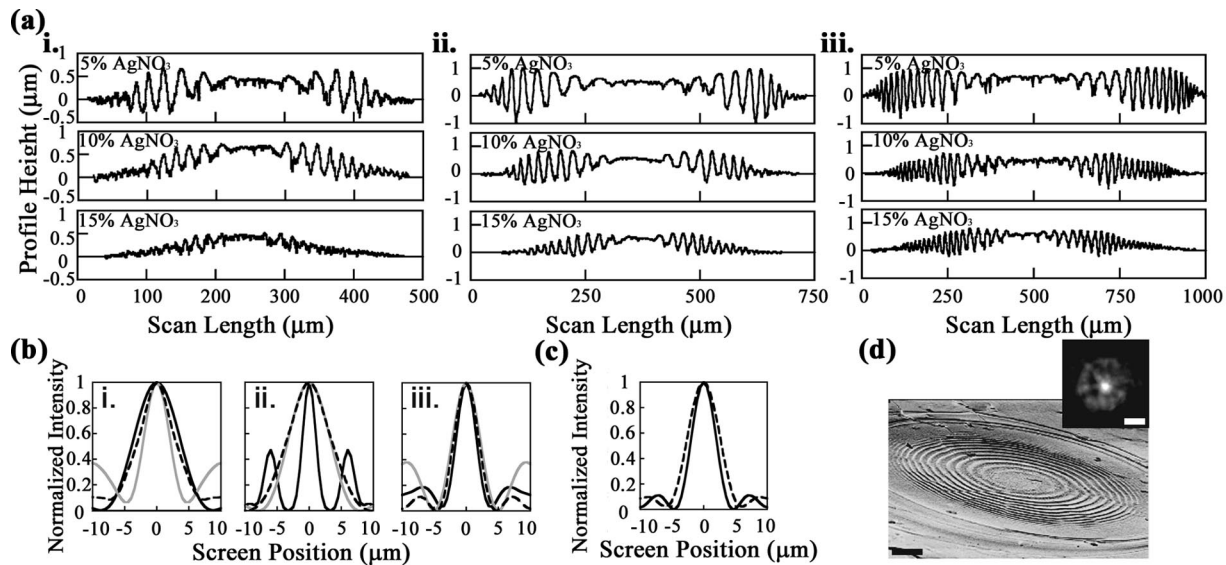 (a)
i. ii. iii.
Profile Height (μm)
1 5% AgNO₃
0.5
0
-0.5
1 10% AgNO₃
0.5
0
-0.5
1 15% AgNO₃
0.5
0
-0.5
0 100 200 300 400 500
Scan Length (μm)
1 5% AgNO₃
0
-1
1 10% AgNO₃
0
-1
1 15% AgNO₃
0
-1
0 250 500 750
Scan Length (μm)
1 5% AgNO₃
0
-1
1 10% AgNO₃
0
-1
1 15% AgNO₃
0
-1
0 250 500 750 1000
Scan Length (μm)
(b)
Normalized Intensity
1
0.8
0.6
0.4
0.2
0
i. ii. iii.
-10 -5 0 5 10 -10 -5 0 5 10 -10 -5 0 5 10
Screen Position (μm)
(c)
Normalized Intensity
1
0.8
0.6
0.4
0.2
0
-10 -5 0 5 10
Screen Position (μm)
(d)